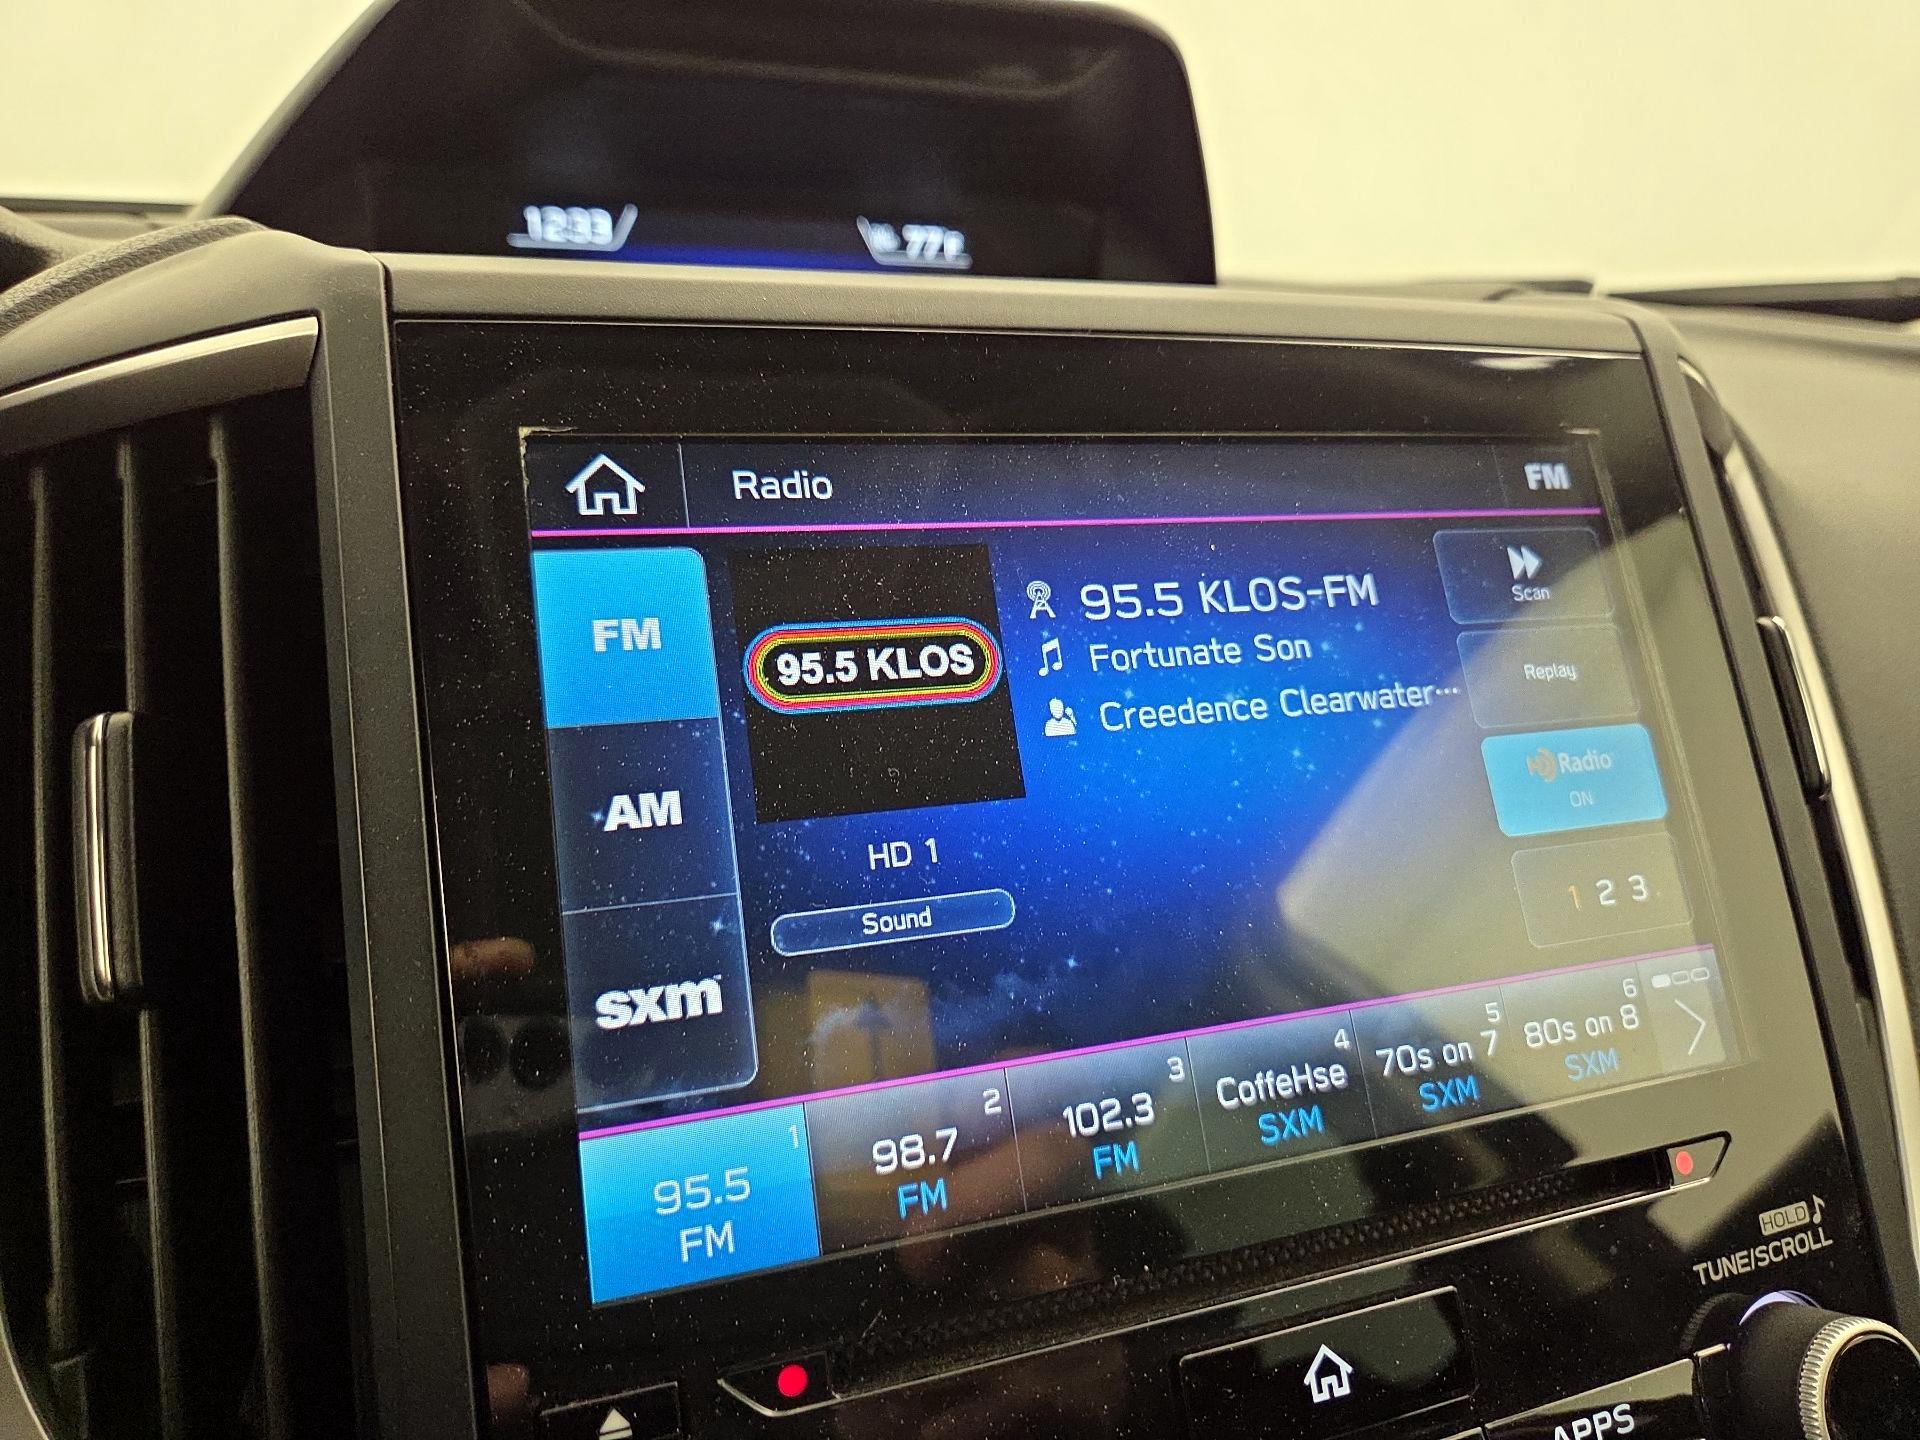 1233
77F
Radio
FM
FM
AM
sxm
95.5 KLOS
HD 1
Sound
95.5 KLOS-FM
Fortunate Son
Creedence Clearwater...
Scan
Replay
HD Radio
ON
1 2 3
1
95.5
FM
2
98.7
FM
3
102.3
FM
4
CoffeHse
SXM
5
70s on 7
SXM
6
80s on 8
SXM
HOLD
TUNE/SCROLL
APPS